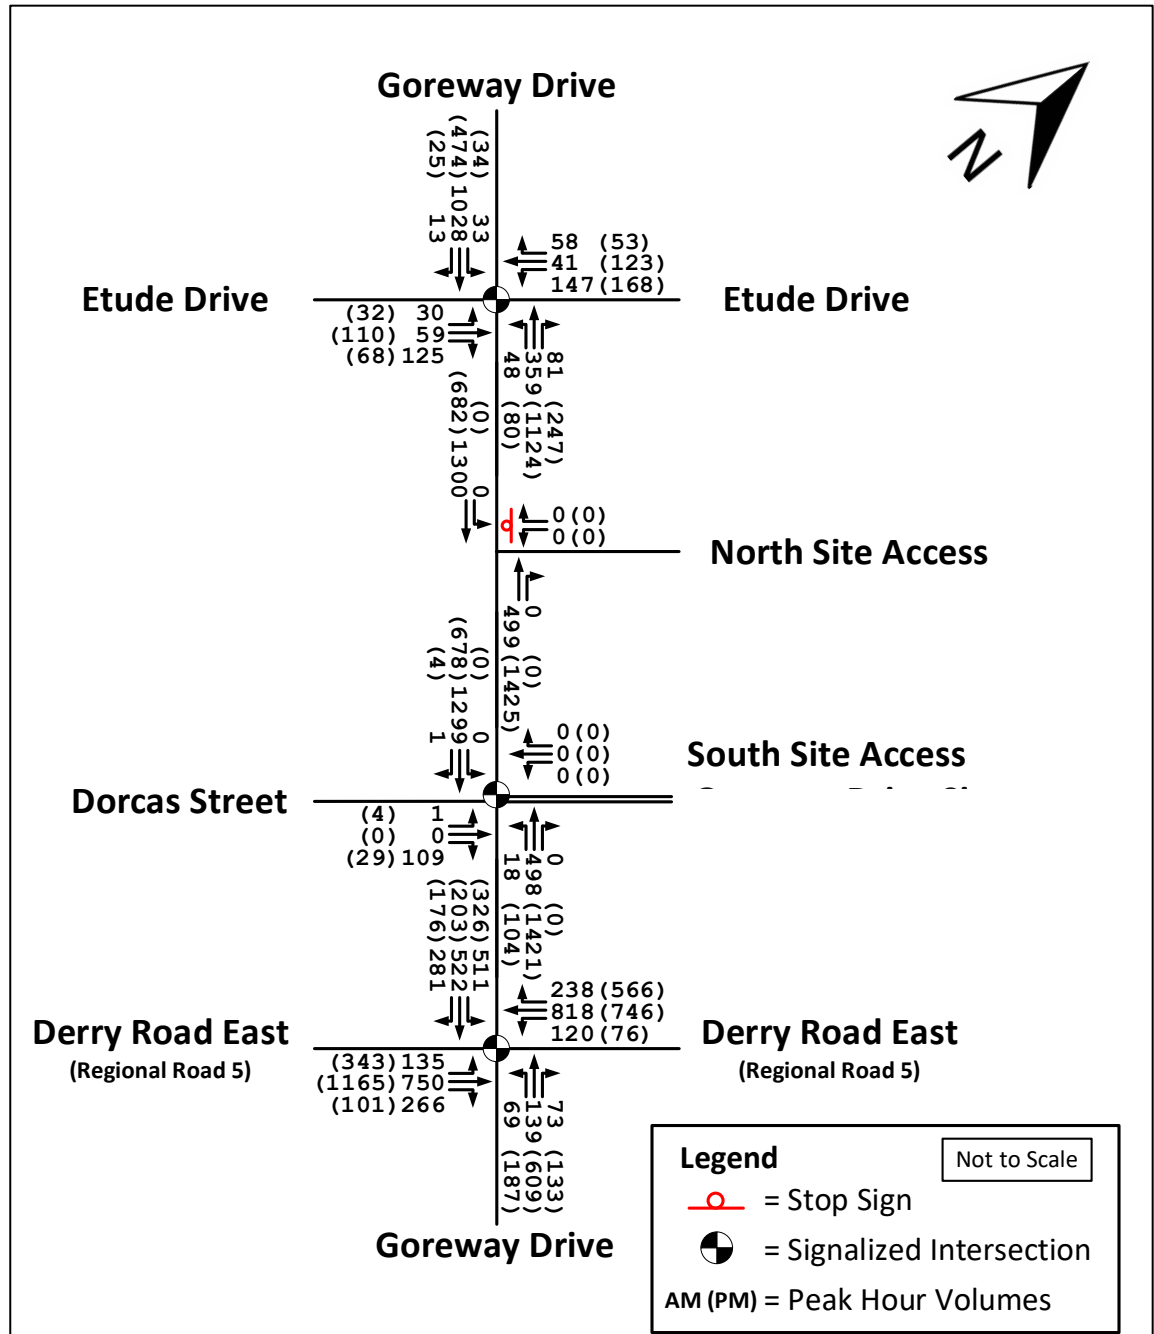 Goreway Drive
N
(34)
(474)
(25)
33
1028
13
58 (53)
41 (123)
147 (168)
Etude Drive
Etude Drive
(32) 30
(110) 59
(68) 125
81 (247)
359 (1124)
48 (80)
(0) 0
(682) 1300
0 (0)
0 (0)
North Site Access
0 (0)
499 (1425)
(0) 0
(678) 1299
(4) 1
0 (0)
0 (0)
0 (0)
South Site Access
Dorcas Street
(4) 1
(0) 0
(29) 109
0 (0)
498 (1421)
18 (104)
(326) 511
(203) 522
(176) 281
238 (566)
818 (746)
120 (76)
Derry Road East
(Regional Road 5)
Derry Road East
(Regional Road 5)
(343) 135
(1165) 750
(101) 266
73 (133)
139 (609)
69 (187)
Goreway Drive
Legend
Not to Scale
= Stop Sign
= Signalized Intersection
AM (PM) = Peak Hour Volumes